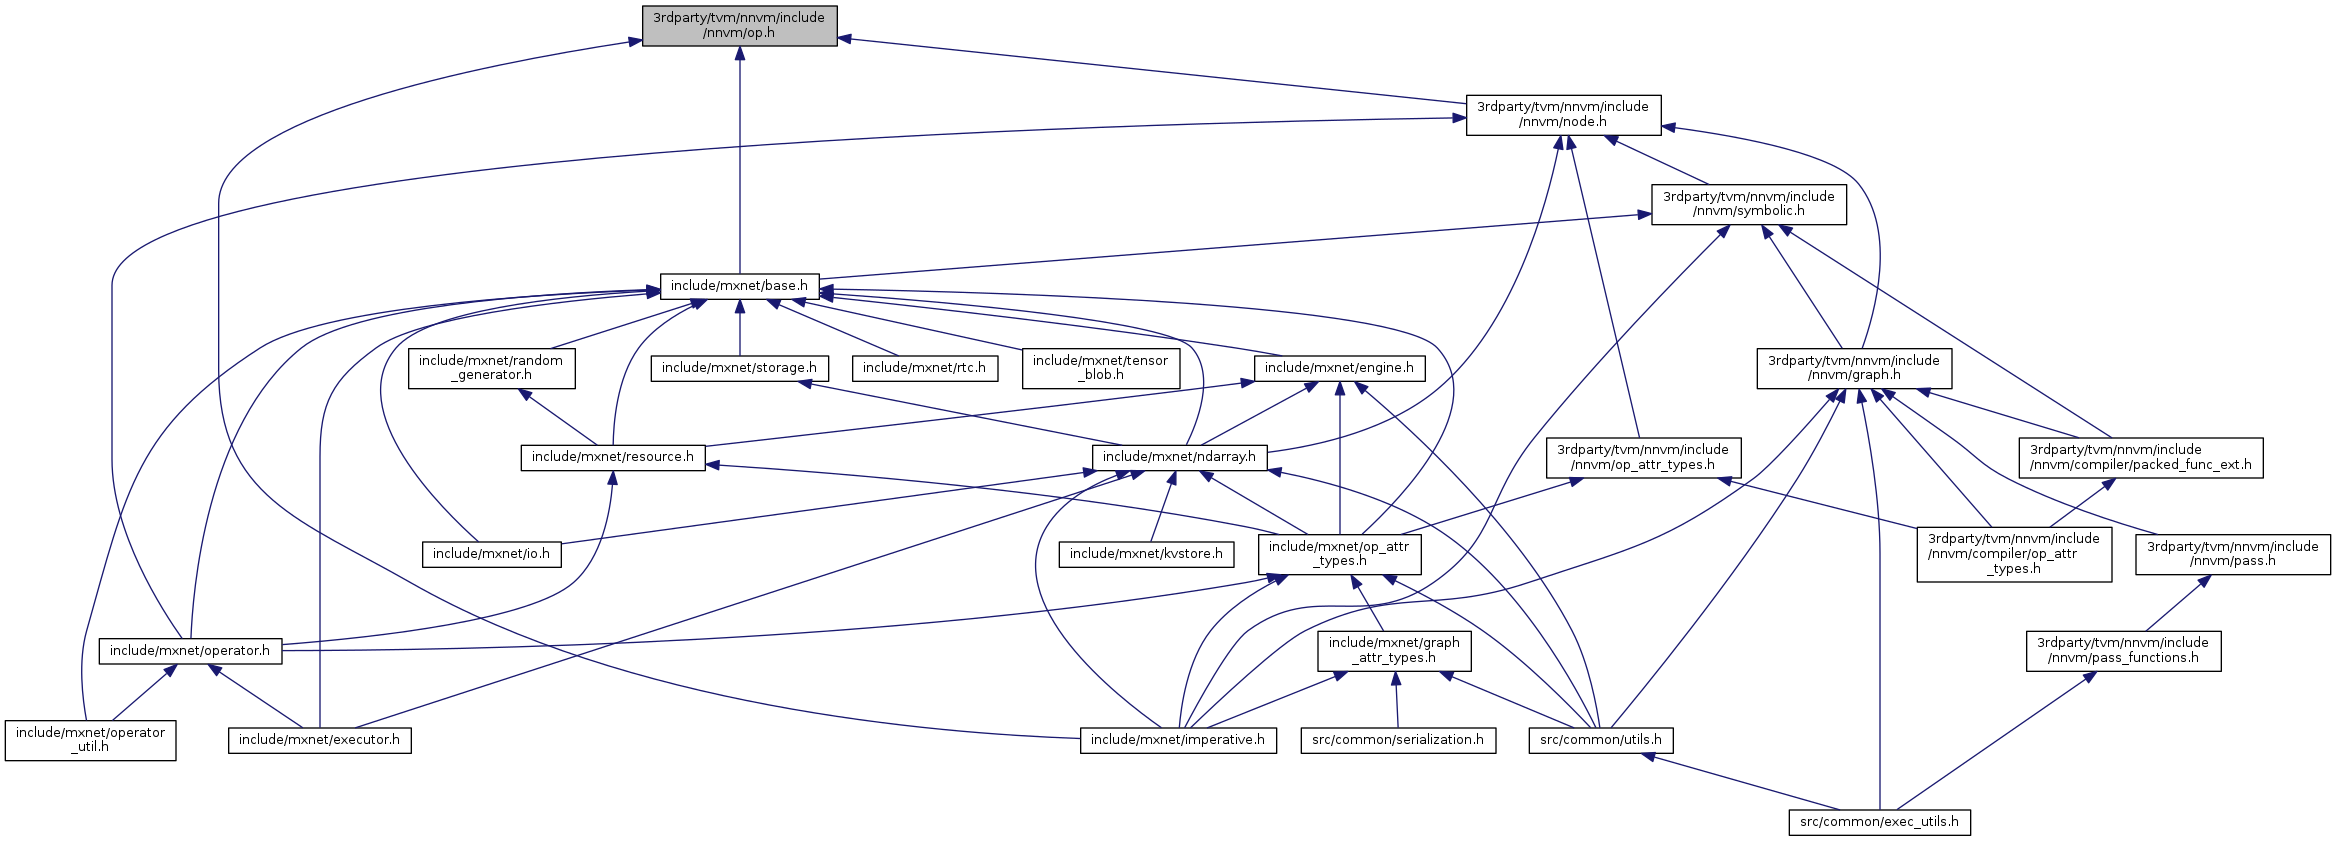 3rdparty/tvm/nnvm/include
/nnvm/op.h
3rdparty/tvm/nnvm/include
/nnvm/node.h
3rdparty/tvm/nnvm/include
/nnvm/symbolic.h
include/mxnet/base.h
include/mxnet/random
_generator.h
include/mxnet/storage.h
include/mxnet/rtc.h
include/mxnet/tensor
_blob.h
include/mxnet/engine.h
3rdparty/tvm/nnvm/include
/nnvm/graph.h
include/mxnet/resource.h
include/mxnet/ndarray.h
3rdparty/tvm/nnvm/include
/nnvm/op_attr_types.h
3rdparty/tvm/nnvm/include
/nnvm/compiler/packed_func_ext.h
include/mxnet/io.h
include/mxnet/kvstore.h
include/mxnet/op_attr
_types.h
3rdparty/tvm/nnvm/include
/nnvm/compiler/op_attr
_types.h
3rdparty/tvm/nnvm/include
/nnvm/pass.h
include/mxnet/operator.h
include/mxnet/graph
_attr_types.h
3rdparty/tvm/nnvm/include
/nnvm/pass_functions.h
include/mxnet/operator
_util.h
include/mxnet/executor.h
include/mxnet/imperative.h
src/common/serialization.h
src/common/utils.h
src/common/exec_utils.h